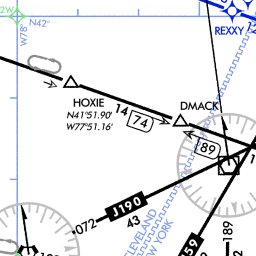 2
W
W78°
N42°
REXXY
HOXIE
N41°51.90'
W77°51.16'
14
74
DMACK
89
072
J190
43
CLEVELAND
NEW YORK
189